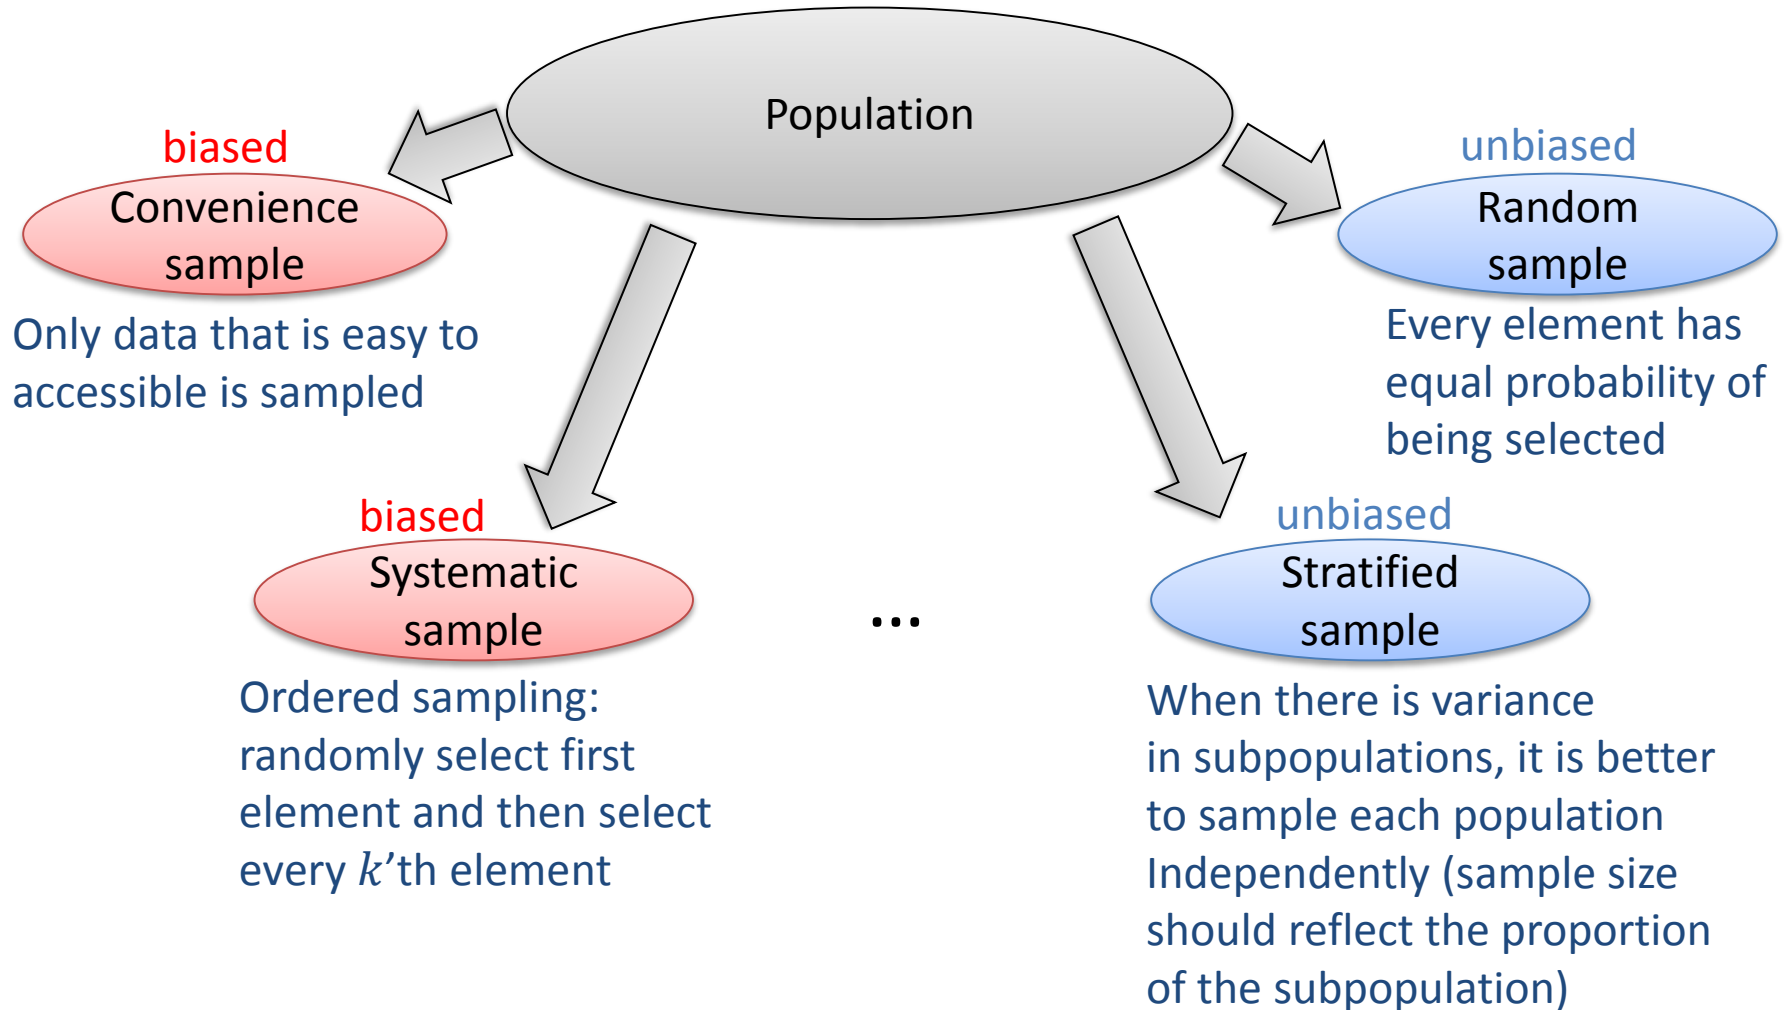 Population
biased
Convenience
sample
Only data that is easy to
accessible is sampled
unbiased
Random
sample
Every element has
equal probability of
being selected
biased
Systematic
sample
Ordered sampling:
randomly select first
element and then select
every k’th element
...
unbiased
Stratified
sample
When there is variance
in subpopulations, it is better
to sample each population
Independently (sample size
should reflect the proportion
of the subpopulation)